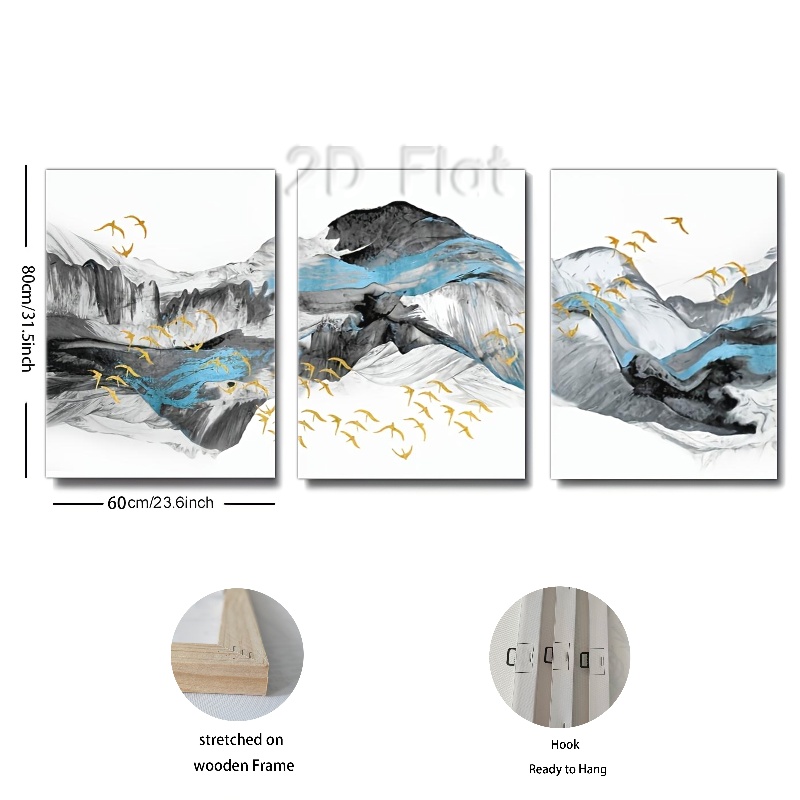 2D Flat
80cm/31.5inch
60cm/23.6inch
stretched on
wooden Frame
Hook
Ready to Hang